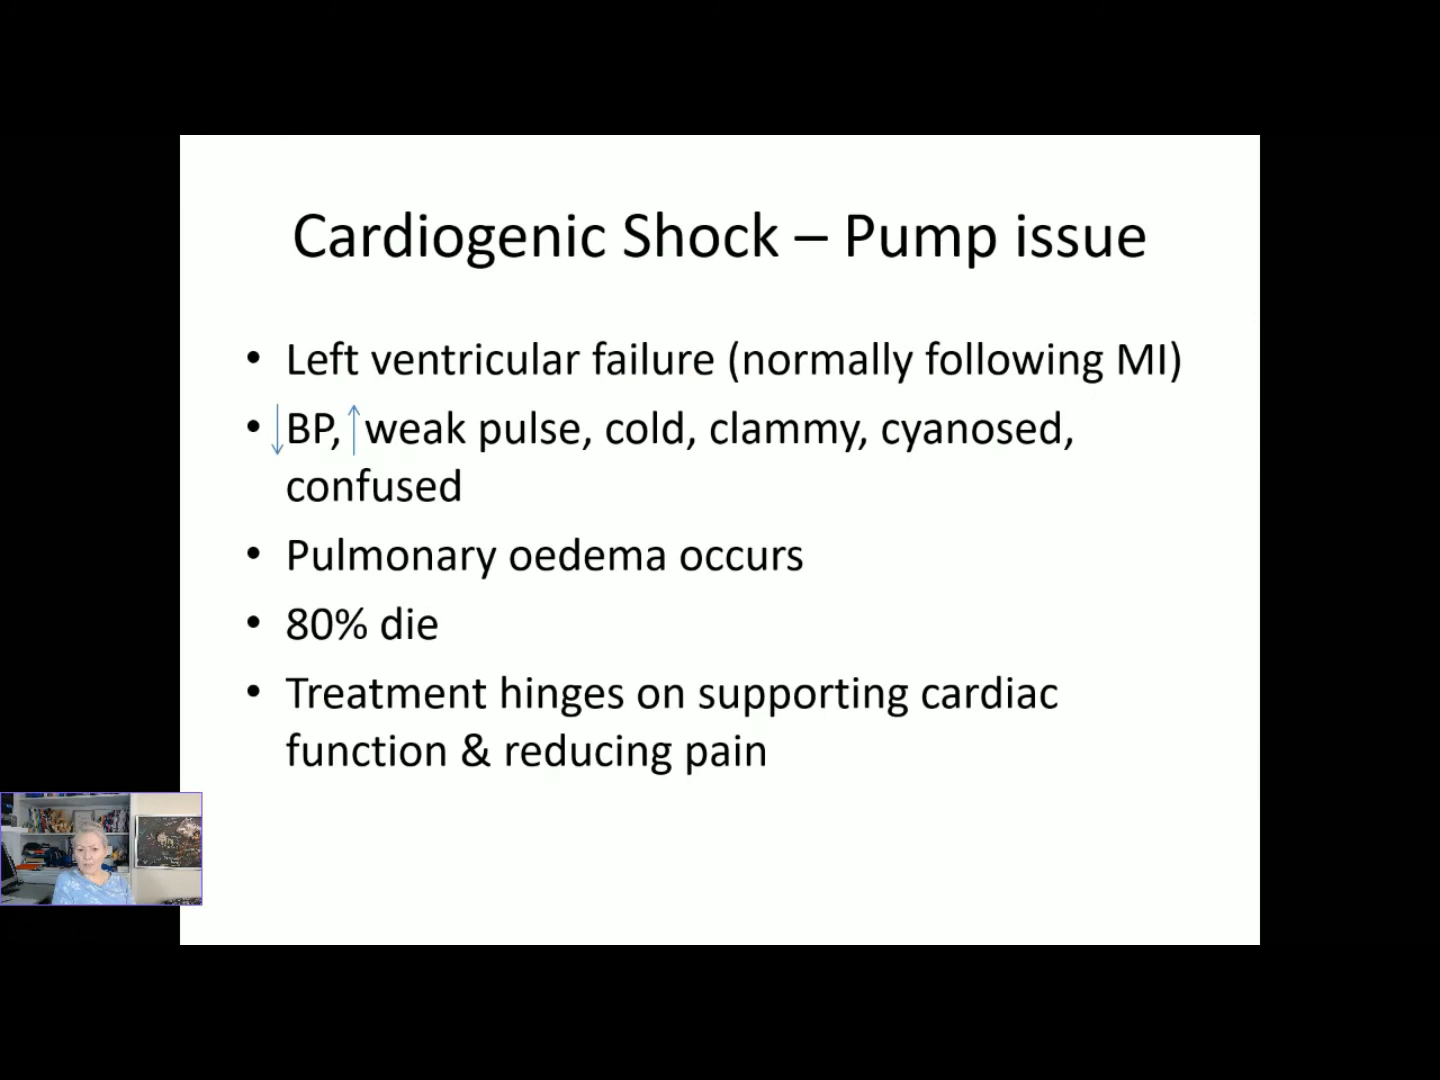 Cardiogenic Shock – Pump issue
• Left ventricular failure (normally following MI)
• ↓BP, ↑weak pulse, cold, clammy, cyanosed,
confused
• Pulmonary oedema occurs
• 80% die
• Treatment hinges on supporting cardiac
function & reducing pain